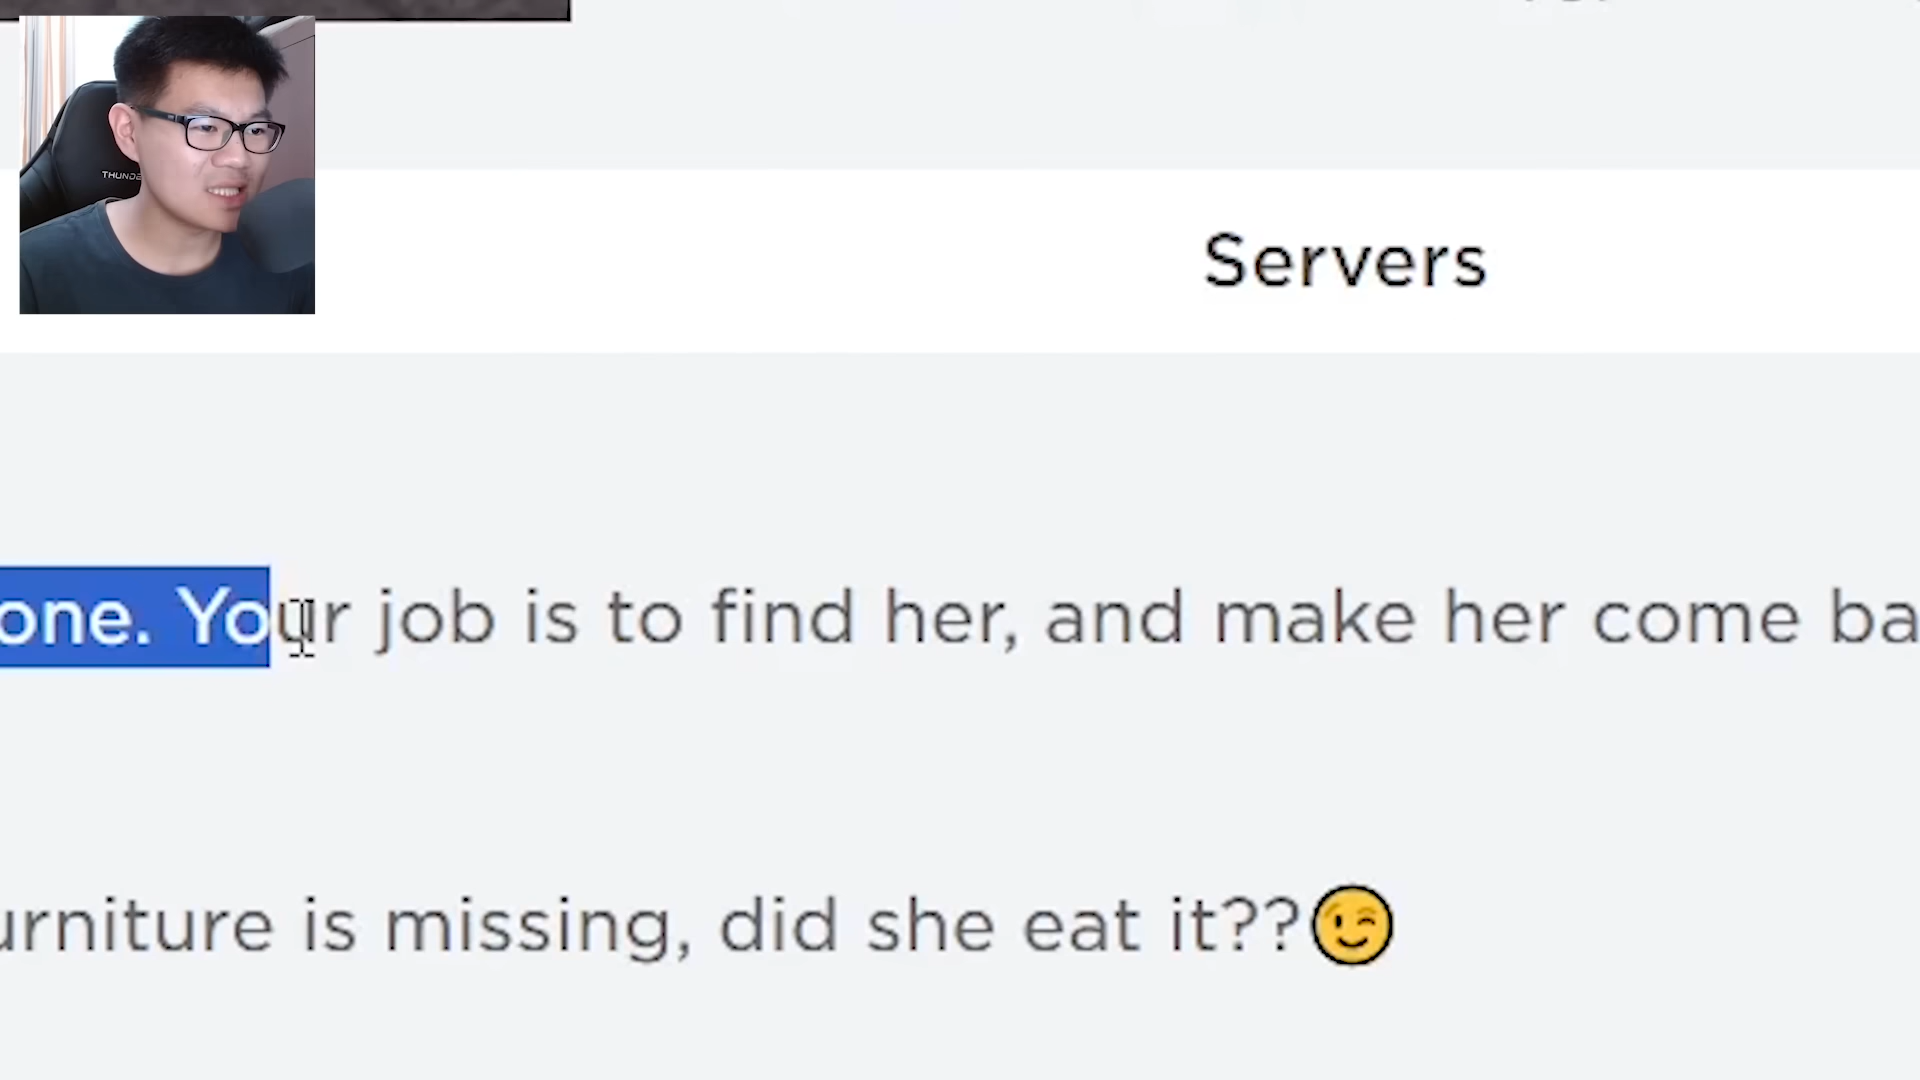 THUNDE
Servers
one. Your job is to find her, and make her come ba
urniture is missing, did she eat it??😉